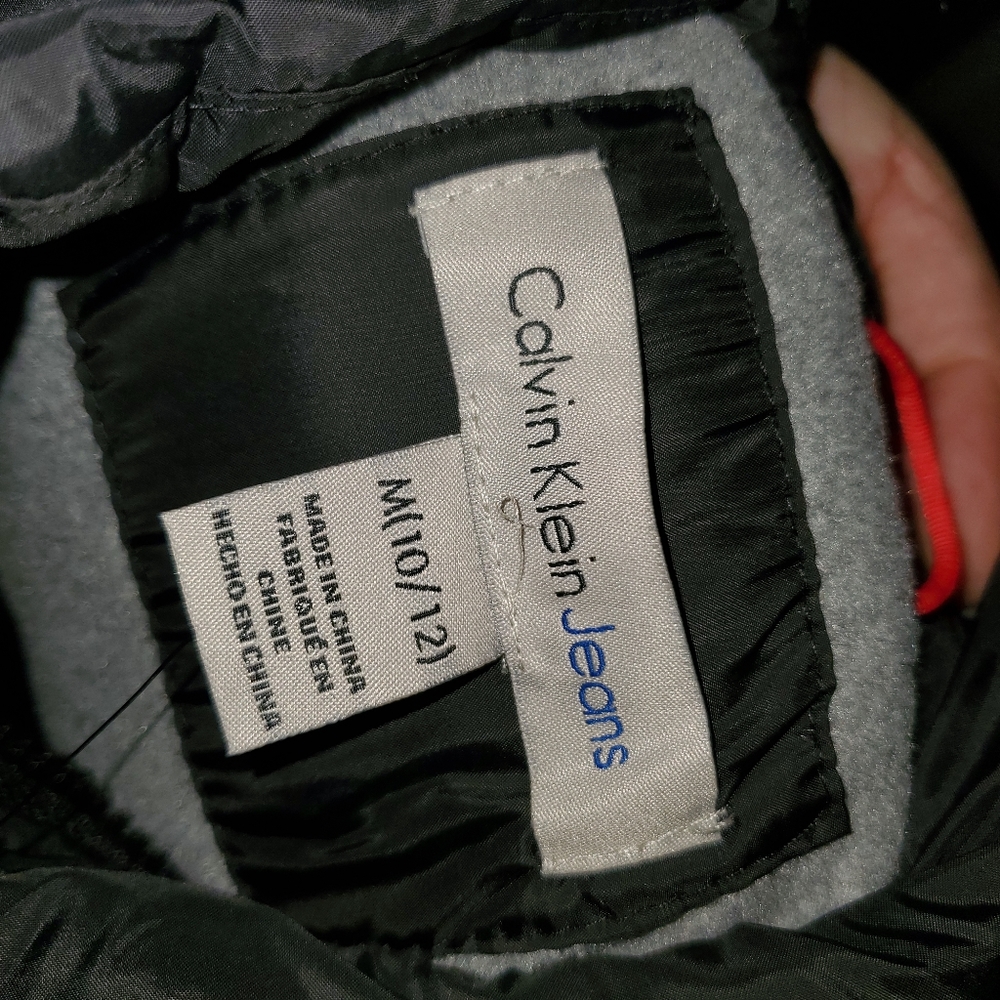 Calvin Klein Jeans
M(10/12)
MADE IN CHINA
FABRIQUÉ EN
CHINE
HECHO EN CHINA